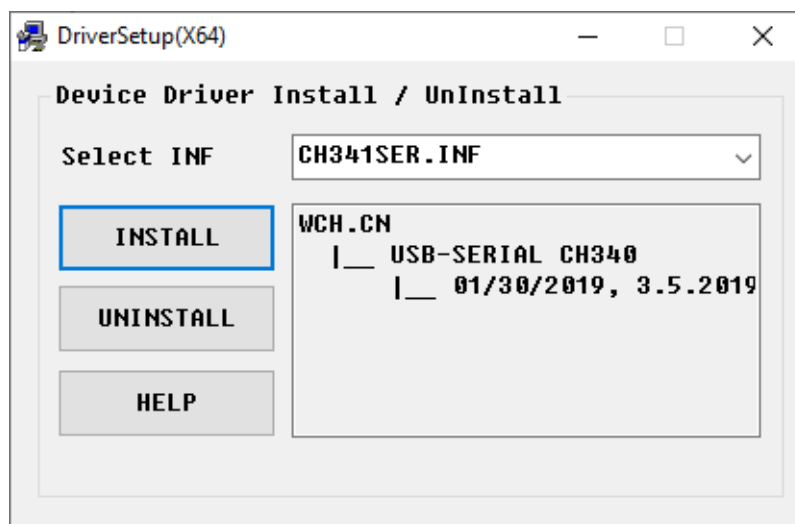 DriverSetup(X64)
Device Driver Install / UnInstall
Select INF
CH341SER.INF
INSTALL
WCH.CN
|__ USB-SERIAL CH340
|__ 01/30/2019, 3.5.2019
UNINSTALL
HELP